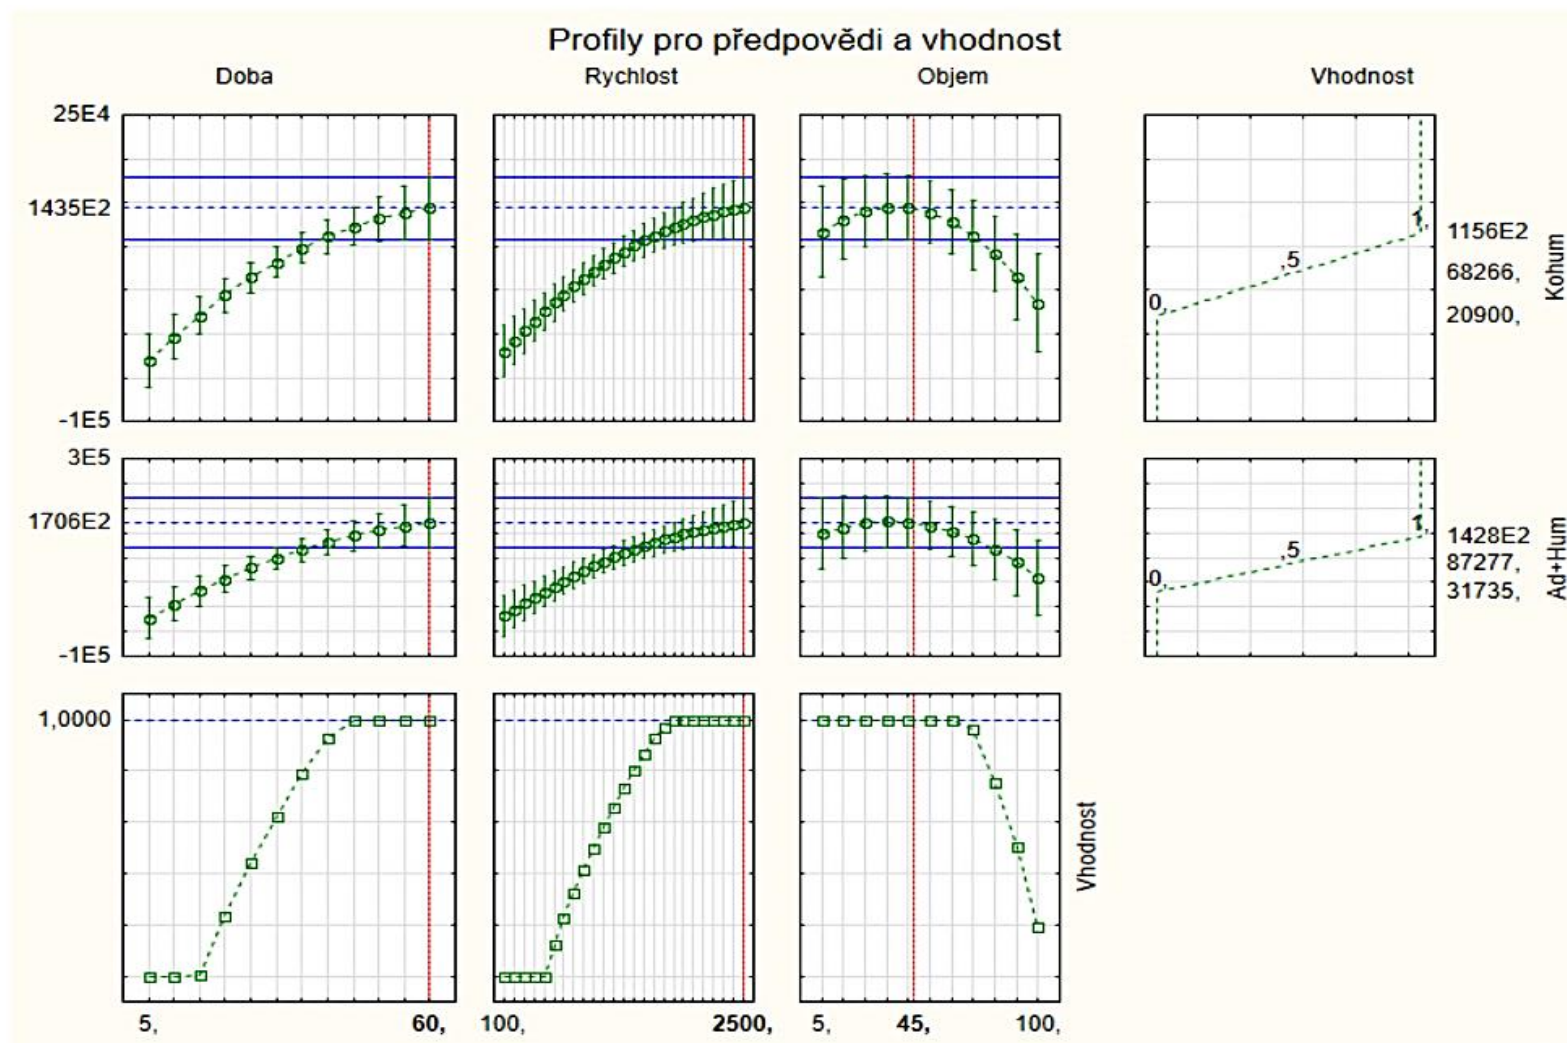 Profily pro předpovědi a vhodnost
Doba Rychlost Objem Vhodnost
25E4
1435E2
-1E5
0, ,5 1,
1156E2
68266,
20900,
Kohum
3E5
1706E2
-1E5
0, ,5 1,
1428E2
87277,
31735,
Ad+Hum
1,0000
Vhodnost
5, 60, 100, 2500, 5, 45, 100,